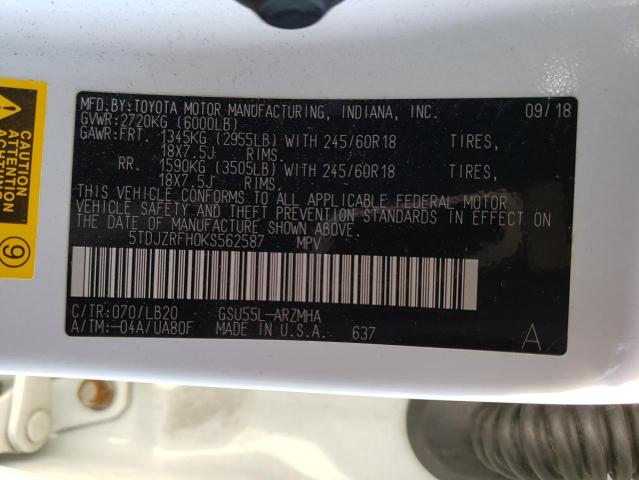 MFD.BY:TOYOTA MOTOR MANUFACTURING, INDIANA, INC. 09/18
GVWR:2720KG (6000LB)
GAWR:FRT. 1345KG (2955LB) WITH 245/60R18 TIRES,
18X7.5J RIMS.
RR. 1590KG (3505LB) WITH 245/60R18 TIRES,
18X7.5J RIMS.
THIS VEHICLE CONFORMS TO ALL APPLICABLE FEDERAL MOTOR
VEHICLE SAFETY AND THEFT PREVENTION STANDARDS IN EFFECT ON
THE DATE OF MANUFACTURE SHOWN ABOVE.
5TDJZRFH0KS562587 MPV
C/TR:070/LB20 GSU55L-ARZMHA
A/TM:-04A/UA80F MADE IN U.S.A. 637
A
CAUTION
ATTENTION
9